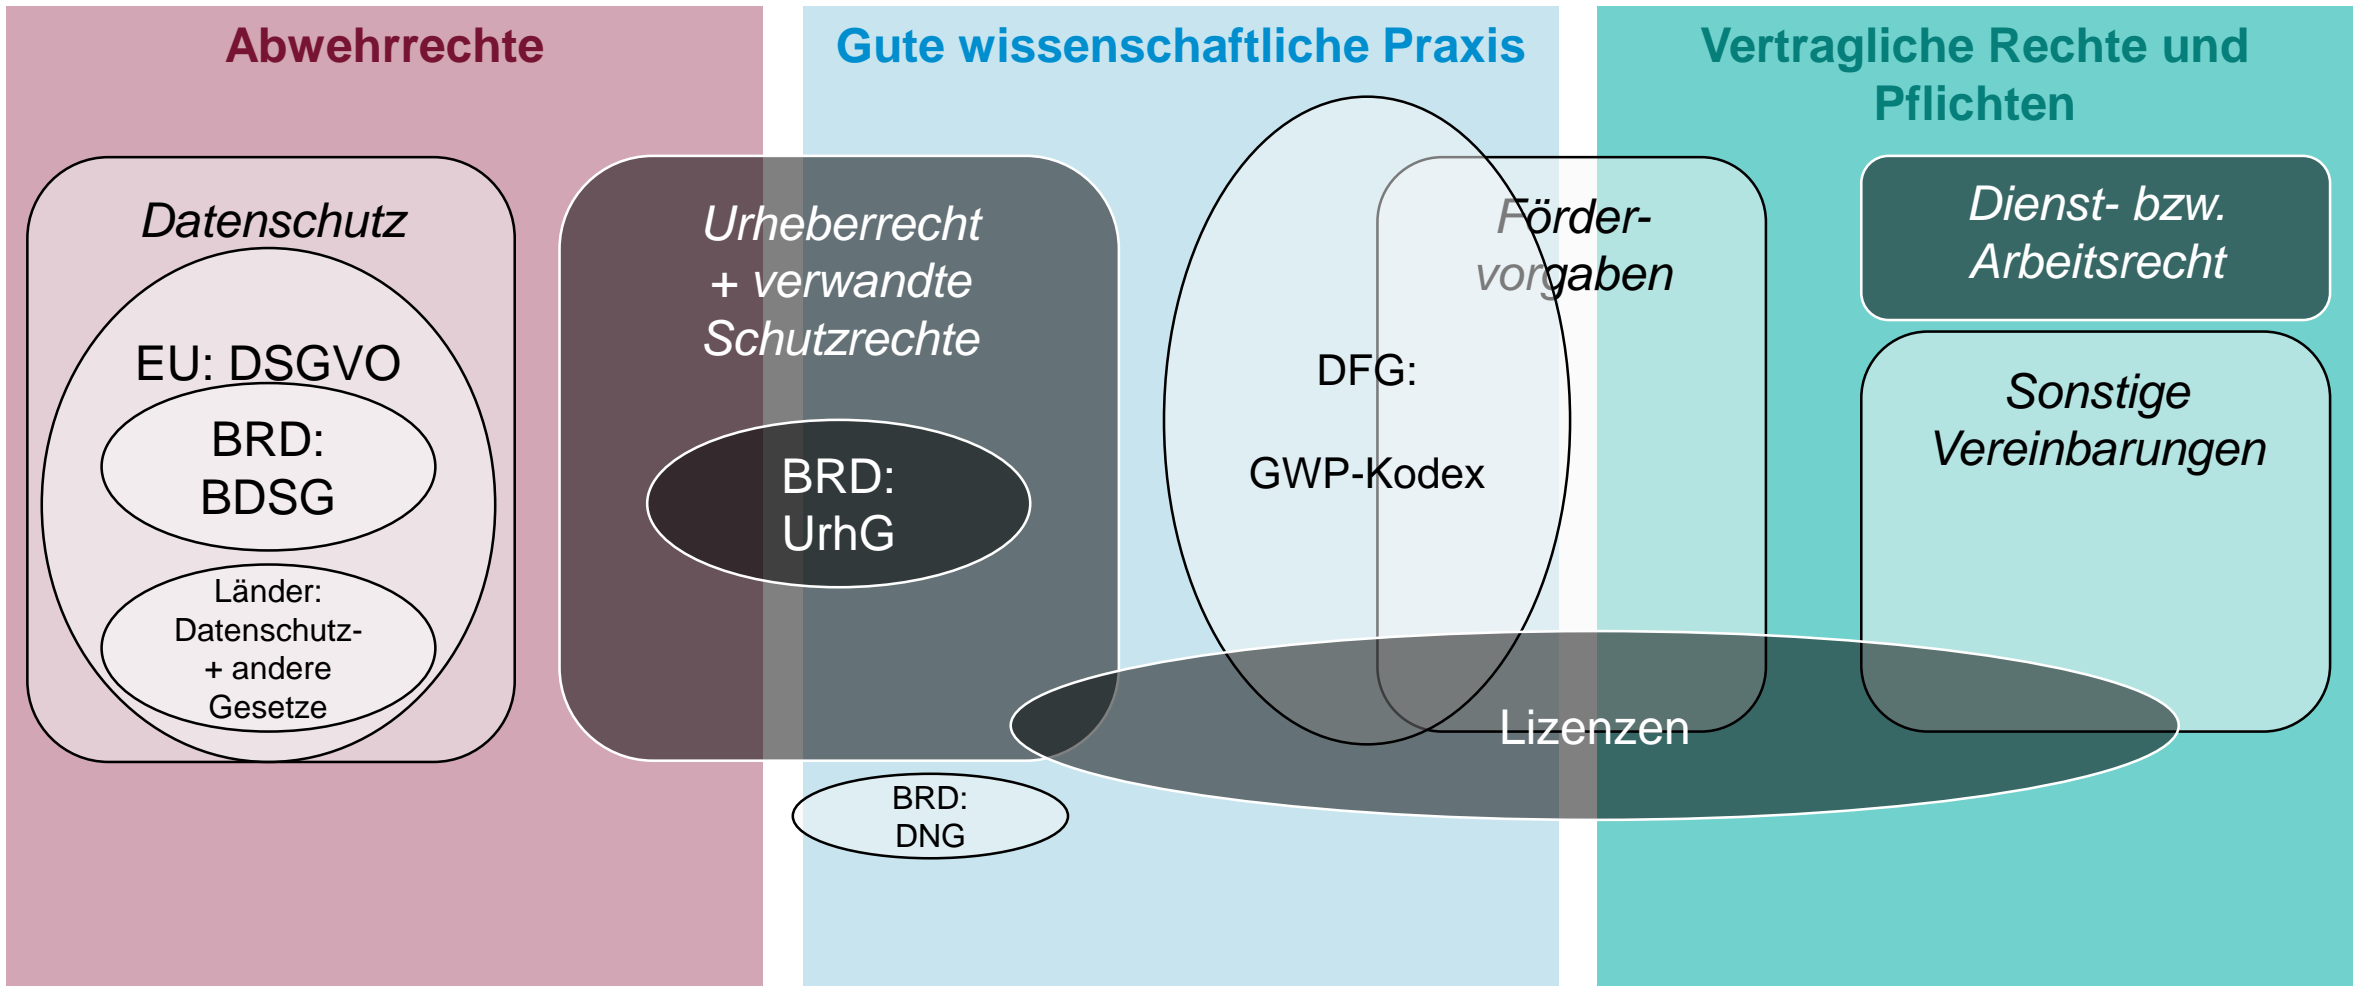 Abwehrrechte
Gute wissenschaftliche Praxis
Vertragliche Rechte und
Pflichten
Datenschutz
EU: DSGVO
BRD:
BDSG
Länder:
Datenschutz-
+ andere
Gesetze
Urheberrecht
+ verwandte
Schutzrechte
BRD:
UrhG
BRD:
DNG
DFG:
GWP-Kodex
Förder-
vorgaben
Lizenzen
Dienst- bzw.
Arbeitsrecht
Sonstige
Vereinbarungen